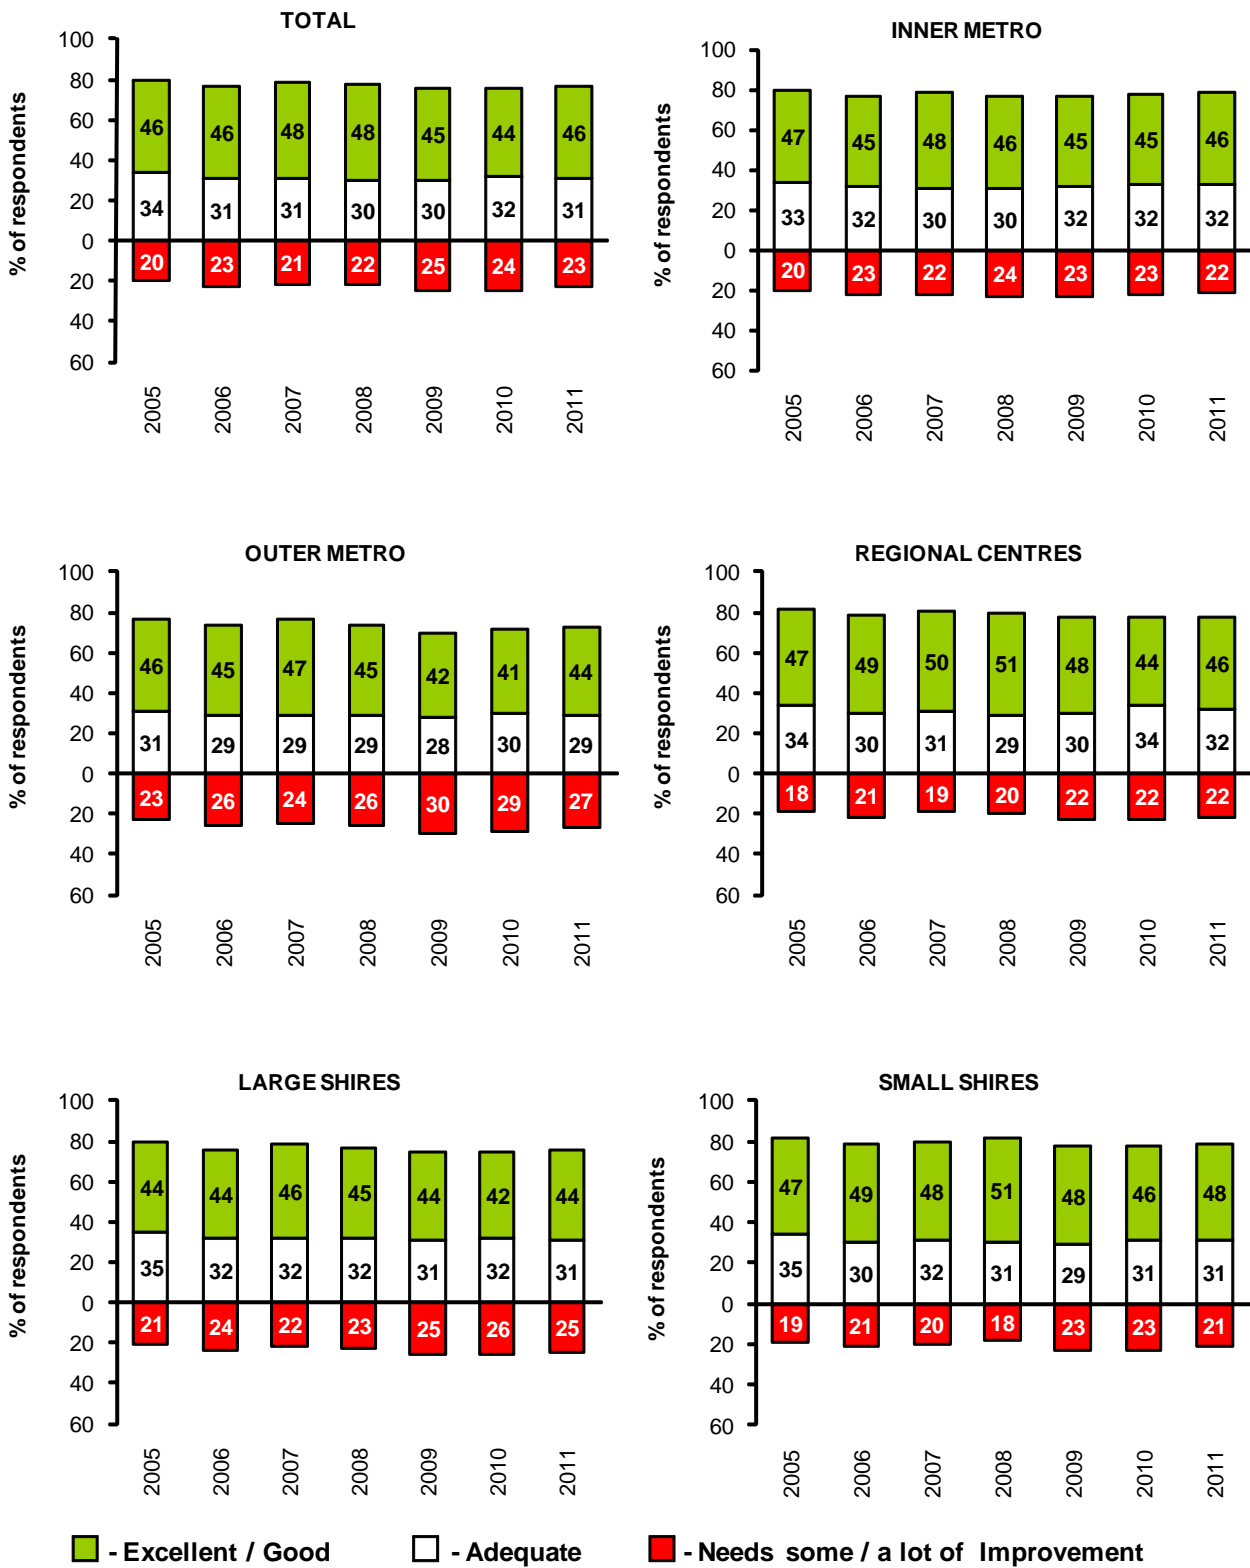 TOTAL
% of respondents
100
80
60
40
20
0
20
40
60
46 46 48 48 45 44 46
34 31 31 30 30 32 31
20 23 21 22 25 24 23
2005 2006 2007 2008 2009 2010 2011
INNER METRO
100
80
60
40
20
0
20
40
60
47 45 48 46 45 45 46
33 32 30 30 32 32 32
20 23 22 24 23 23 22
2005 2006 2007 2008 2009 2010 2011
% of respondents
OUTER METRO
% of respondents
100
80
60
40
20
0
20
40
60
46 45 47 45 42 41 44
31 29 29 29 28 30 29
23 26 24 26 30 29 27
2005 2006 2007 2008 2009 2010 2011
REGIONAL CENTRES
% of respondents
100
80
60
40
20
0
20
40
60
47 49 50 51 48 44 46
34 30 31 29 30 34 32
18 21 19 20 22 22 22
2005 2006 2007 2008 2009 2010 2011
LARGE SHIRES
% of respondents
100
80
60
40
20
0
20
40
60
44 44 46 45 44 42 44
35 32 32 32 31 32 31
21 24 22 23 25 26 25
2005 2006 2007 2008 2009 2010 2011
SMALL SHIRES
% of respondents
100
80
60
40
20
0
20
40
60
47 49 48 51 48 46 48
35 30 32 31 29 31 31
19 21 20 18 23 23 21
2005 2006 2007 2008 2009 2010 2011
- Excellent / Good - Adequate - Needs some / a lot of Improvement